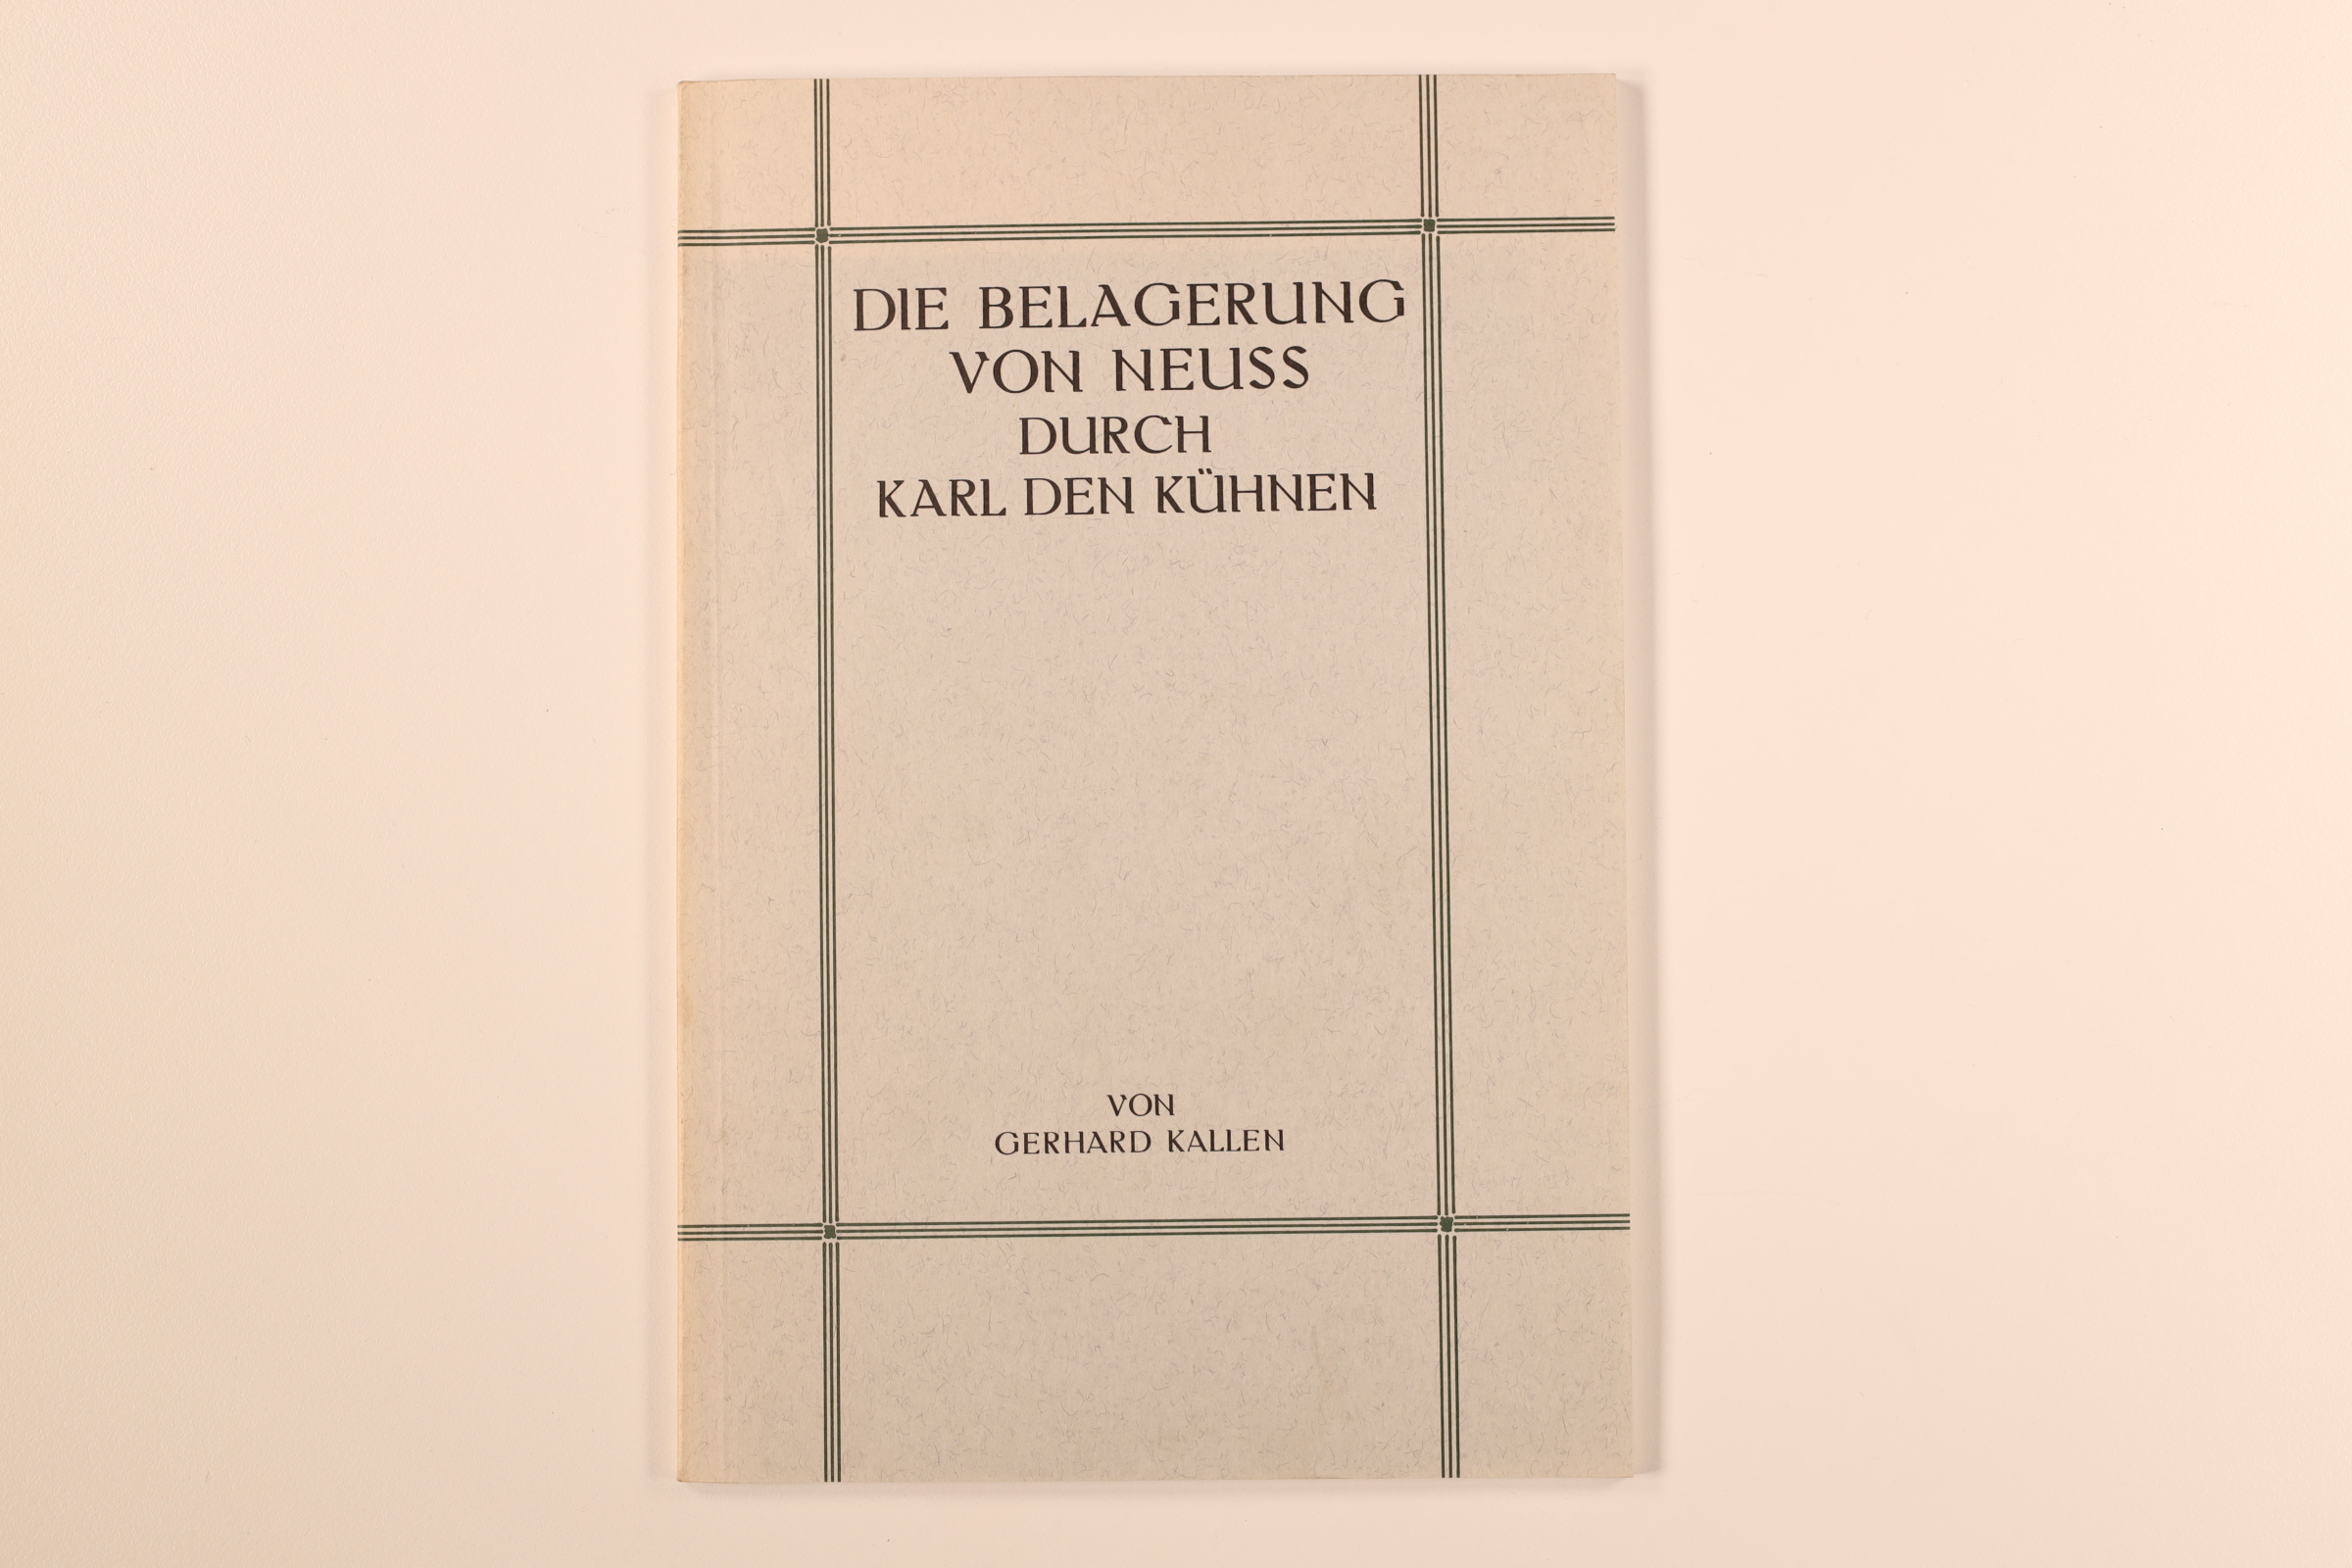 DIE BELAGERUNG
VON NEUSS
DURCH
KARL DEN KÜHNEN
VON
GERHARD KALLEN